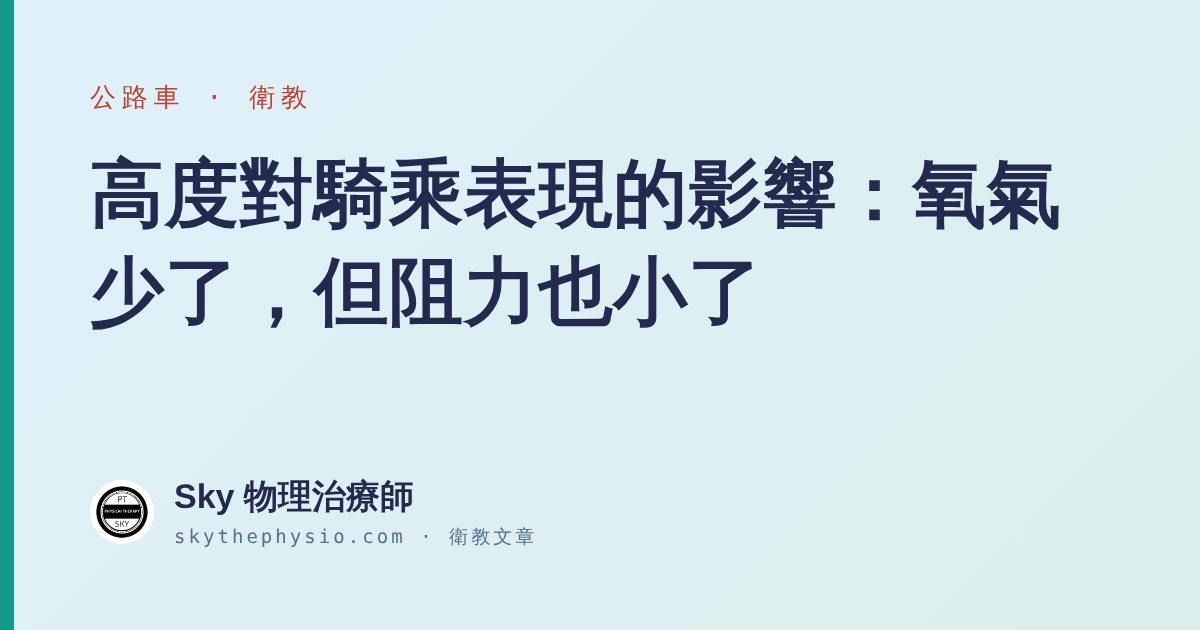 公路車 · 衛教
高度對騎乘表現的影響：氧氣
少了，但阻力也小了
PT
PHYSICAL THERAPY
SKY
Sky 物理治療師
skythephysio.com · 衛教文章